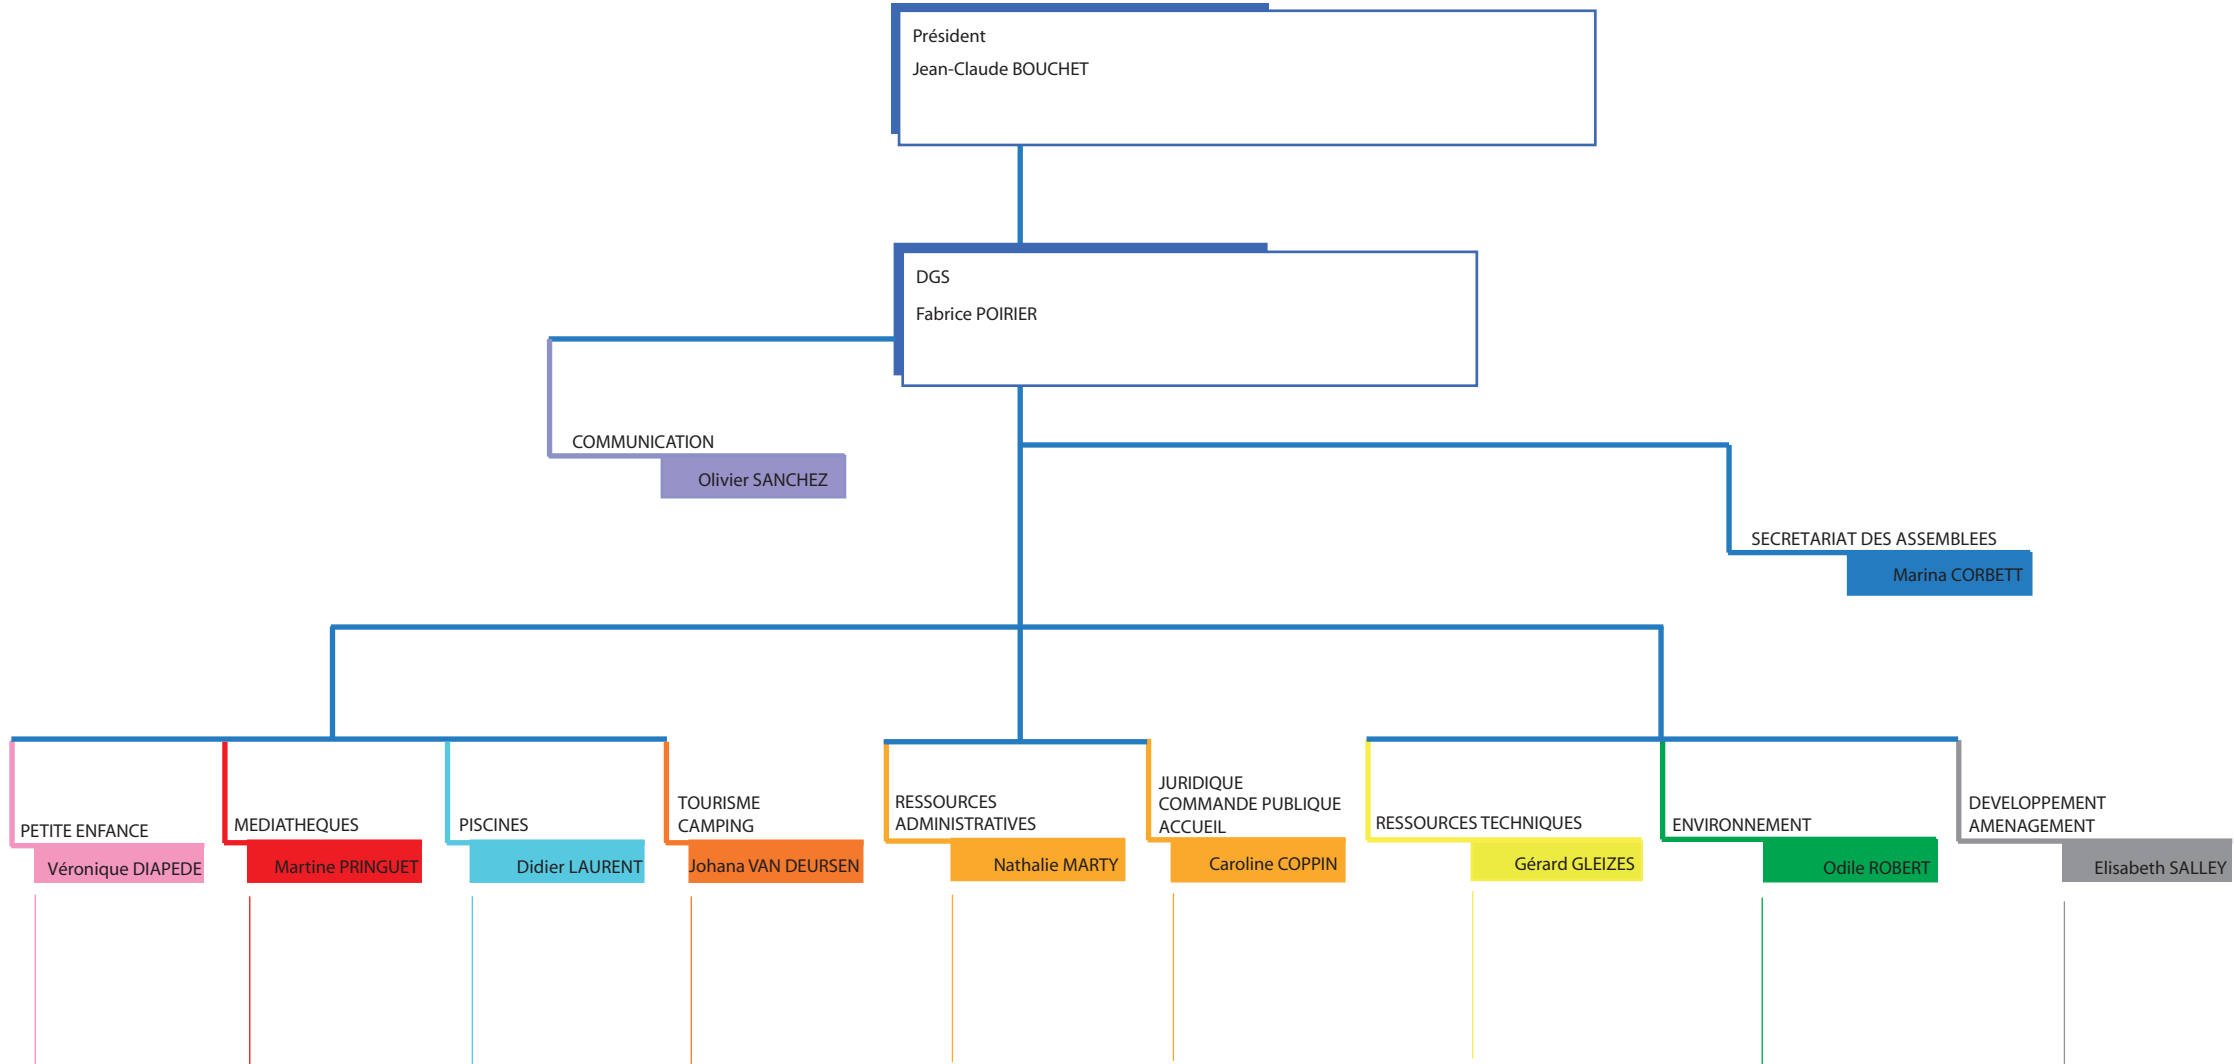 Président
Jean-Claude BOUCHET
DGS
Fabrice POIRIER
COMMUNICATION
Olivier SANCHEZ
SECRETARIAT DES ASSEMBLEES
Marina CORBETT
PETITE ENFANCE
Véronique DIAPEDE
MEDIATHEQUES
Martine PRINGUET
PISCINES
Didier LAURENT
TOURISME
CAMPING
Johana VAN DEURSEN
RESSOURCES
ADMINISTRATIVES
Nathalie MARTY
JURIDIQUE
COMMANDE PUBLIQUE
ACCUEIL
Caroline COPPIN
RESSOURCES TECHNIQUES
Gérard GLEIZES
ENVIRONNEMENT
Odile ROBERT
DEVELOPPEMENT
AMENAGEMENT
Elisabeth SALLEY